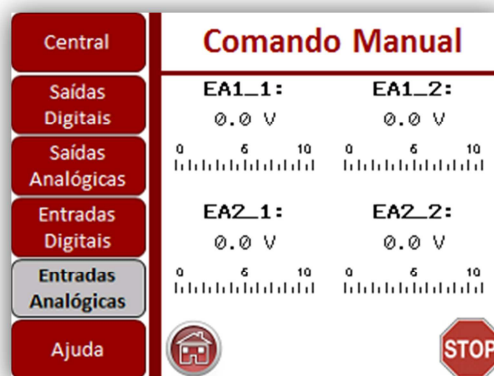 Central
Saídas
Digitais
Saídas
Analógicas
Entradas
Digitais
Entradas
Analógicas
Ajuda
Comando Manual
EA1_1: EA1_2:
0.0 V 0.0 V
0 5 10 0 5 10
EA2_1: EA2_2:
0.0 V 0.0 V
0 5 10 0 5 10
STOP